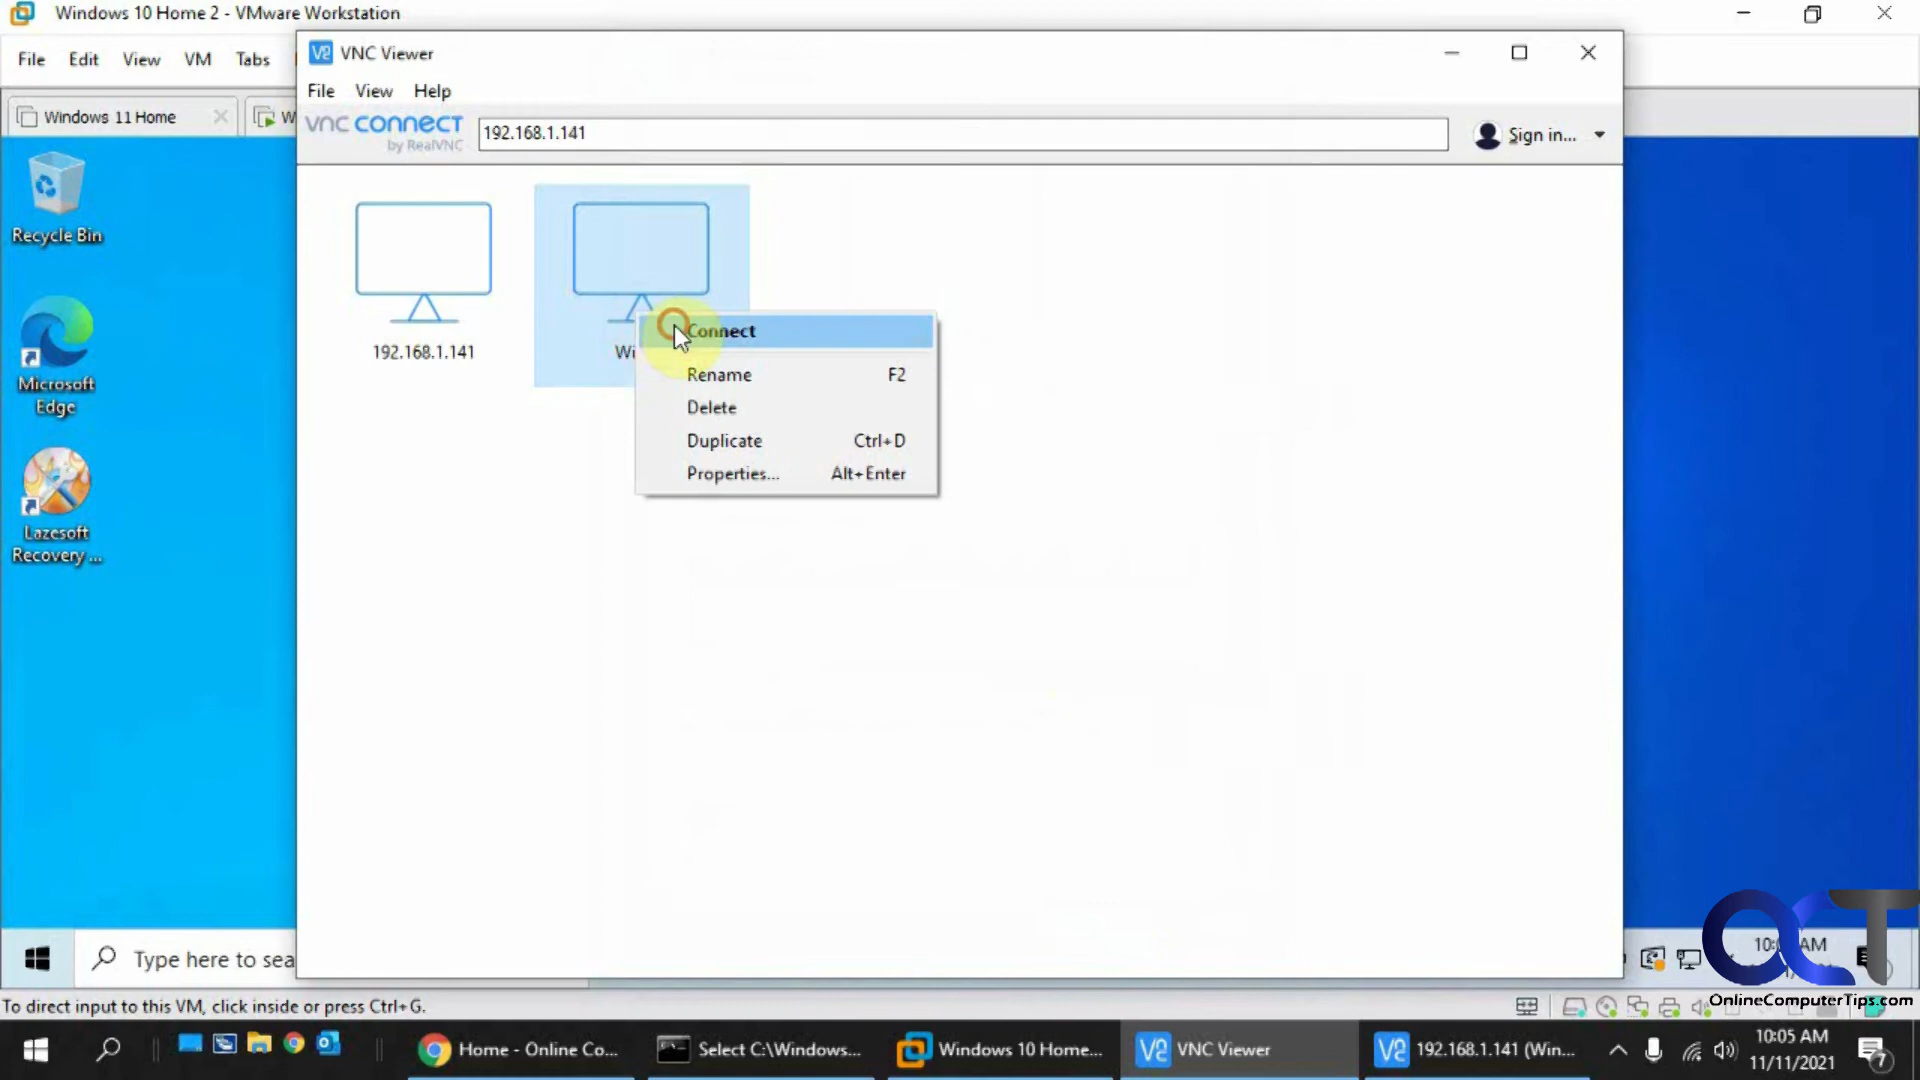 Windows 10 Home 2 - VMware Workstation
File Edit View VM Tabs
VNC Viewer
File View Help
Windows 11 Home
W
vnc connect
by RealVNC
192.168.1.141
Sign in...
Recycle Bin
Microsoft
Edge
Lazesoft
Recovery ...
192.168.1.141
Wi
Connect
Rename F2
Delete
Duplicate Ctrl+D
Properties... Alt+Enter
Type here to sea
OCT
OnlineComputerTips.com
To direct input to this VM, click inside or press Ctrl+G.
Home - Online Co...
Select C:\Windows...
Windows 10 Home...
VNC Viewer
192.168.1.141 (Win...
10:05 AM
11/11/2021
7